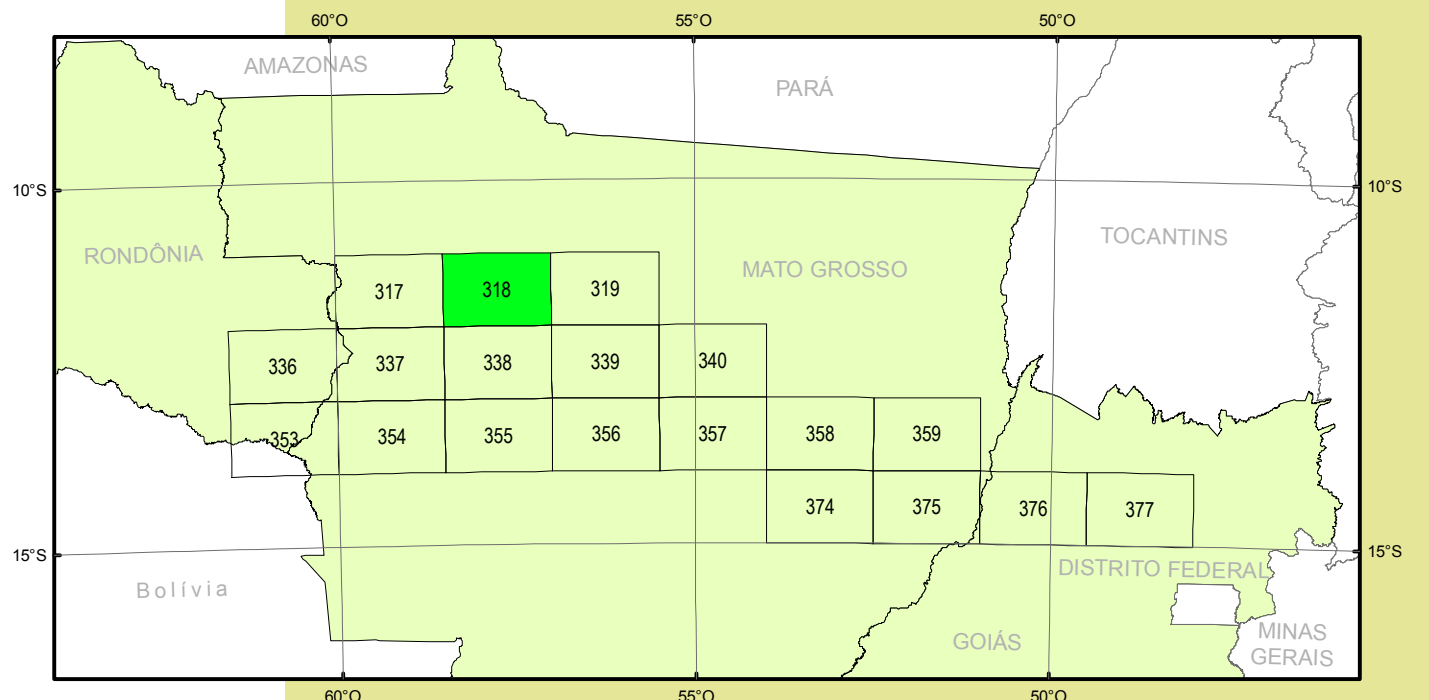 60°O 55°O 50°O
AMAZONAS
PARÁ
10°S 10°S
TOCANTINS
RONDÔNIA
MATO GROSSO
317 318 319
336 337 338 339 340
353 354 355 356 357 358 359
374 375 376 377
15°S 15°S
DISTRITO FEDERAL
Bolívia
GOIÁS
MINAS
GERAIS
60°O 55°O 50°O